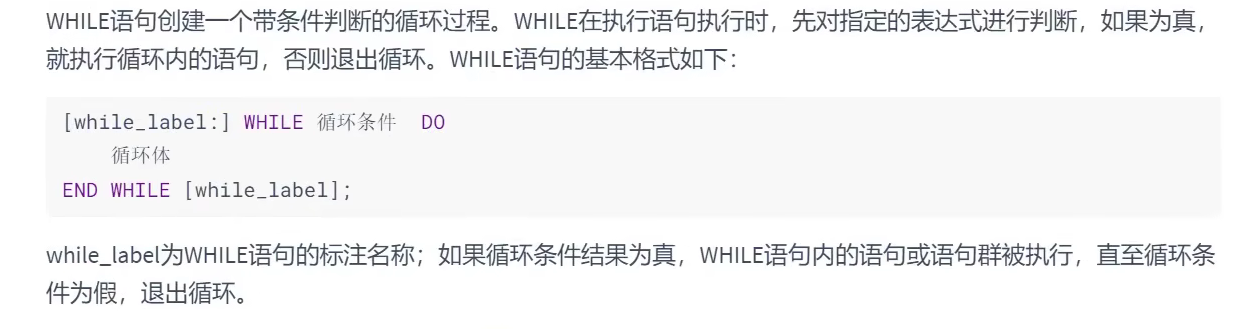 WHILE语句创建一个带条件判断的循环过程。WHILE在执行语句执行时，先对指定的表达式进行判断，如果为真，
就执行循环内的语句，否则退出循环。WHILE语句的基本格式如下：
[while_label:] WHILE 循环条件  DO
    循环体
END WHILE [while_label];
while_label为WHILE语句的标注名称；如果循环条件结果为真，WHILE语句内的语句或语句群被执行，直至循环条
件为假，退出循环。